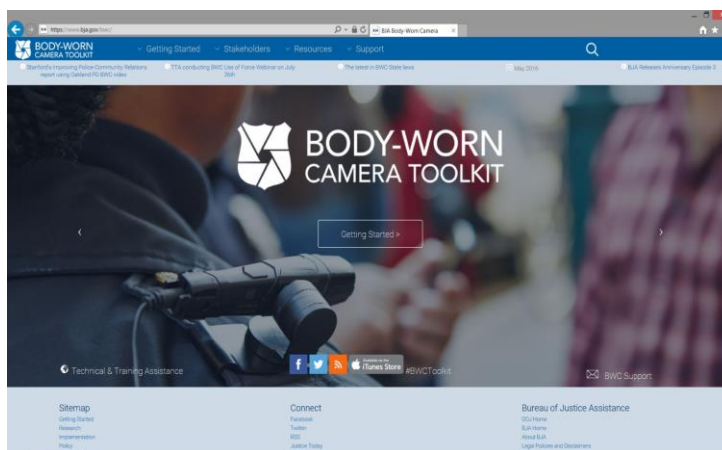 https://www.bja.gov/bwc/
BJA Body-Worn Camera
BODY-WORN
CAMERA TOOLKIT
Getting Started
Stakeholders
Resources
Support
Stanford's Improving Police-Community Relations
report using Oakland PD BWC video
TTA conducting BWC Use of Force Webinar on July
26th
The latest in BWC State laws
May 2016
BJA Releases Anniversary Episode 3
BODY-WORN
CAMERA TOOLKIT
Getting Started >
Technical & Training Assistance
Available on the
iTunes Store
#BWCToolkit
BWC Support
Sitemap
Getting Started
Research
Implementation
Policy
Connect
Facebook
Twitter
RSS
Justice Today
Bureau of Justice Assistance
DOJ Home
BJA Home
About BJA
Legal Policies and Disclaimers